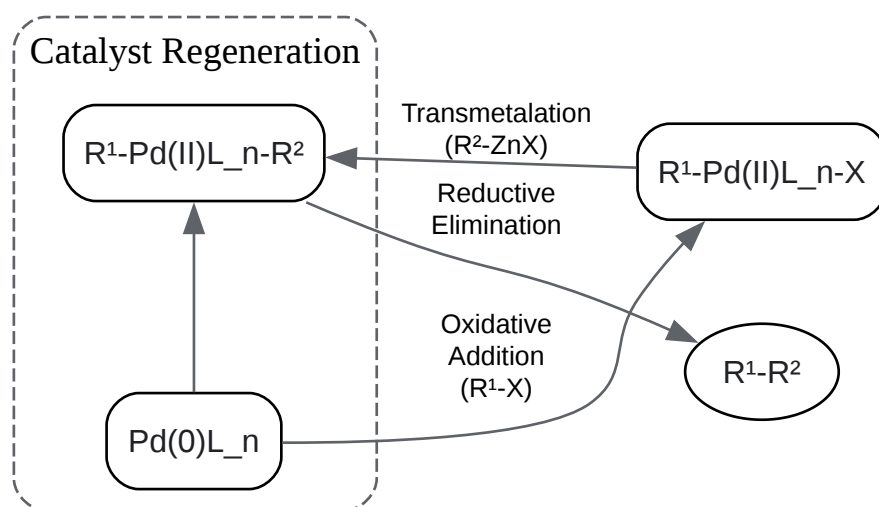 Catalyst Regeneration
R¹-Pd(II)L_n-R²
Transmetalation
(R²-ZnX)
R¹-Pd(II)L_n-X
Reductive
Elimination
Oxidative
Addition
(R¹-X)
R¹-R²
Pd(0)L_n